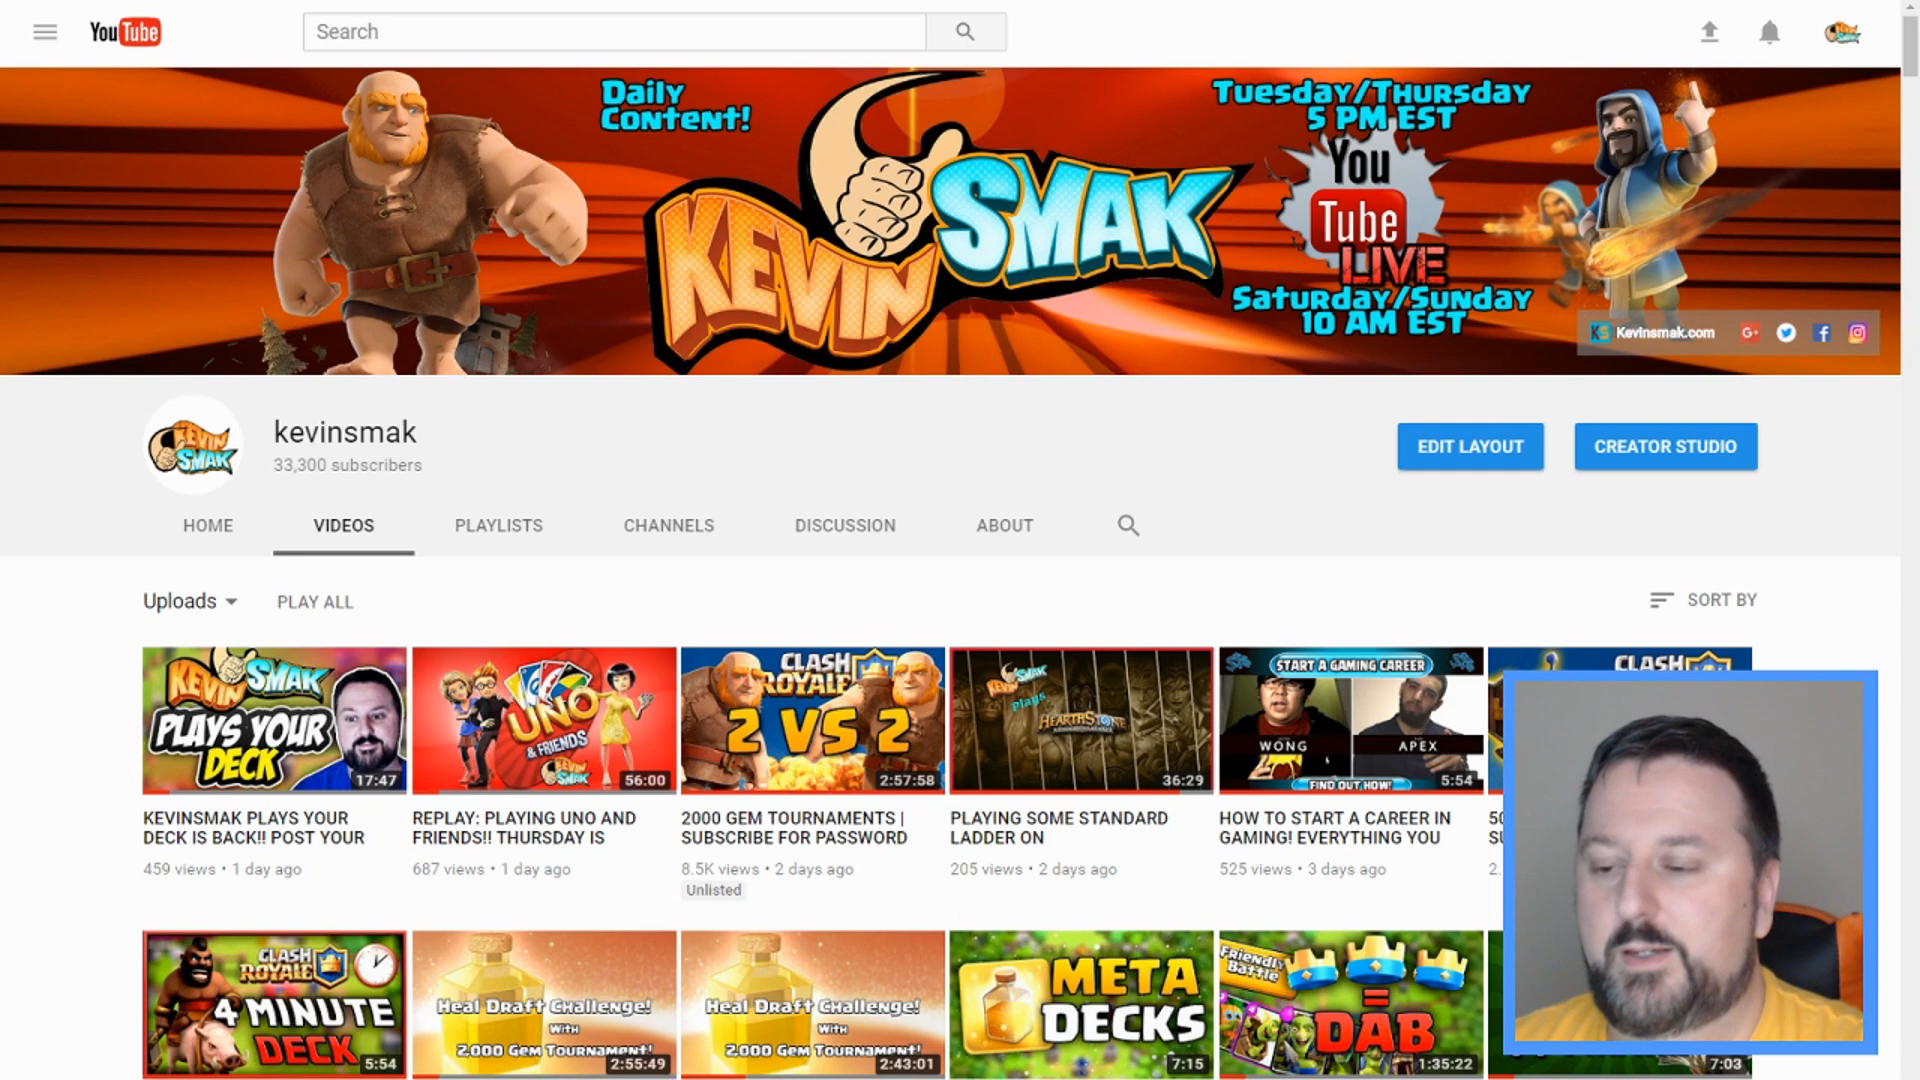 YouTube
Search
Daily
Content!
KEVIN SMAK
Tuesday/Thursday
5 PM EST
You
Tube
LIVE
Saturday/Sunday
10 AM EST
KS Kevinsmak.com G+
KEVIN
SMAK
kevinsmak
33,300 subscribers
EDIT LAYOUT
CREATOR STUDIO
HOME VIDEOS PLAYLISTS CHANNELS DISCUSSION ABOUT
Uploads PLAY ALL
SORT BY
KEVIN SMAK
PLAYS YOUR
DECK
17:47
UNO
& FRIENDS
KEVIN SMAK
56:00
CLASH
ROYALE
2 VS 2
2:57:58
KEVIN SMAK
Plays
HEARTHSTONE
36:29
START A GAMING CAREER
WONG
APEX
FIND OUT HOW!
5:54
CLASH
KEVINSMAK PLAYS YOUR
DECK IS BACK!! POST YOUR
459 views • 1 day ago
REPLAY: PLAYING UNO AND
FRIENDS!! THURSDAY IS
687 views • 1 day ago
2000 GEM TOURNAMENTS |
SUBSCRIBE FOR PASSWORD
8.5K views • 2 days ago
Unlisted
PLAYING SOME STANDARD
LADDER ON
205 views • 2 days ago
HOW TO START A CAREER IN
GAMING! EVERYTHING YOU
525 views • 3 days ago
CLASH
ROYALE
4 MINUTE
DECK
5:54
Heal Draft Challenge!
With
2,000 Gem Tournament!
2:55:49
Heal Draft Challenge!
With
2,000 Gem Tournament!
2:43:01
META
DECKS
7:15
Friendly
Battle
=
DAB
1:35:22
7:03